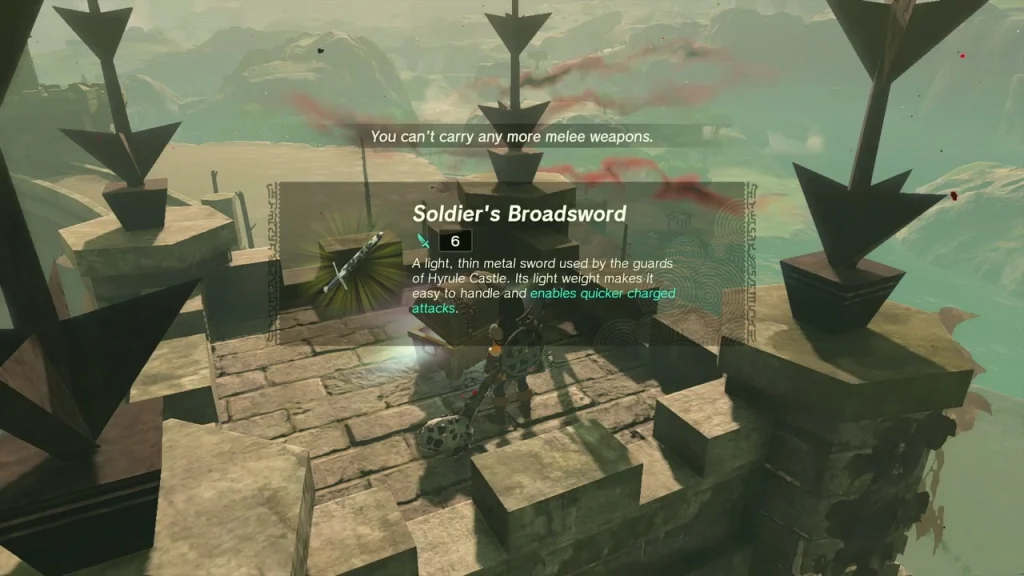 You can't carry any more melee weapons.
Soldier's Broadsword
6
A light, thin metal sword used by the guards
of Hyrule Castle. Its light weight makes it
easy to handle and enables quicker charged
attacks.